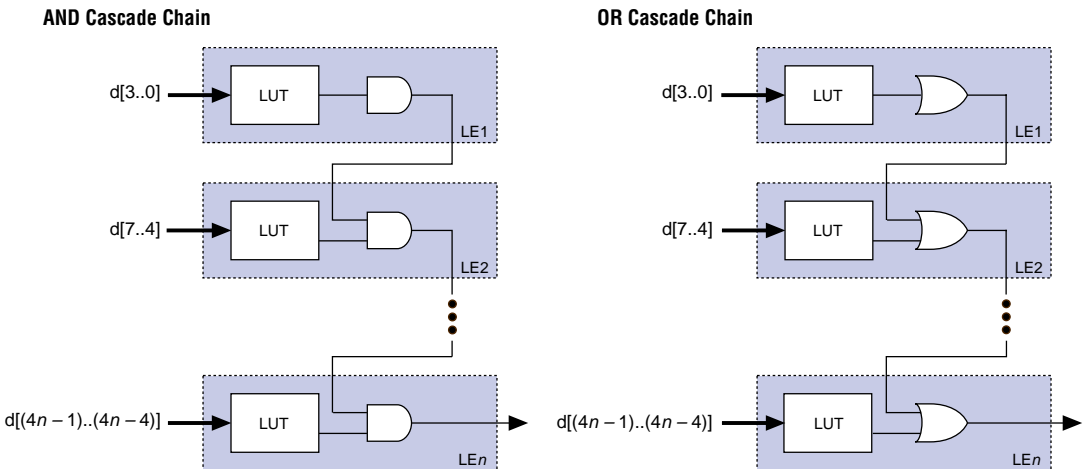 AND Cascade Chain
d[3..0]
LUT
LE1
d[7..4]
LUT
LE2
d[(4n – 1)..(4n – 4)]
LUT
LEn
OR Cascade Chain
d[3..0]
LUT
LE1
d[7..4]
LUT
LE2
d[(4n – 1)..(4n – 4)]
LUT
LEn